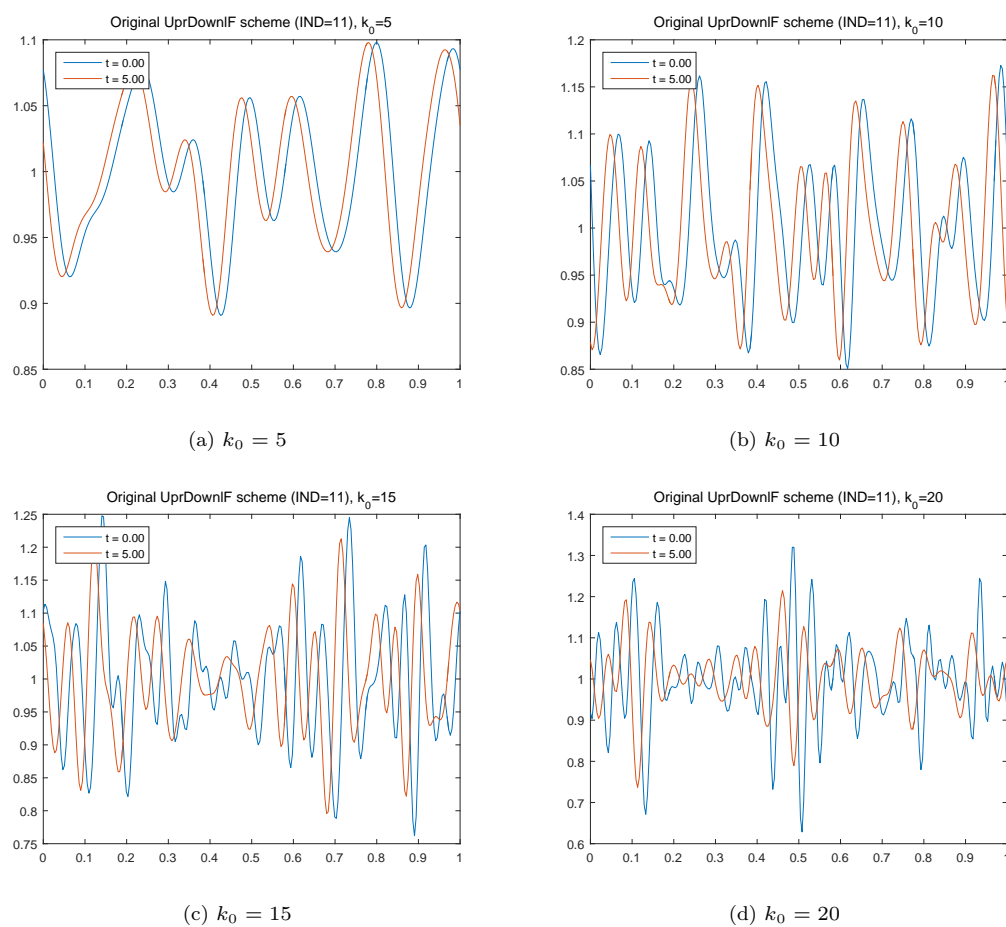 Original UprDownIF scheme (IND=11), k0=5
1.1
1.05
1
0.95
0.9
0.85
t = 0.00
t = 5.00
0 0.1 0.2 0.3 0.4 0.5 0.6 0.7 0.8 0.9 1
(a) k0 = 5
Original UprDownIF scheme (IND=11), k0=10
1.2
1.15
1.1
1.05
1
0.95
0.9
0.85
t = 0.00
t = 5.00
0 0.1 0.2 0.3 0.4 0.5 0.6 0.7 0.8 0.9 1
(b) k0 = 10
Original UprDownIF scheme (IND=11), k0=15
1.25
1.2
1.15
1.1
1.05
1
0.95
0.9
0.85
0.8
0.75
t = 0.00
t = 5.00
0 0.1 0.2 0.3 0.4 0.5 0.6 0.7 0.8 0.9 1
(c) k0 = 15
Original UprDownIF scheme (IND=11), k0=20
1.4
1.3
1.2
1.1
1
0.9
0.8
0.7
0.6
t = 0.00
t = 5.00
0 0.1 0.2 0.3 0.4 0.5 0.6 0.7 0.8 0.9 1
(d) k0 = 20